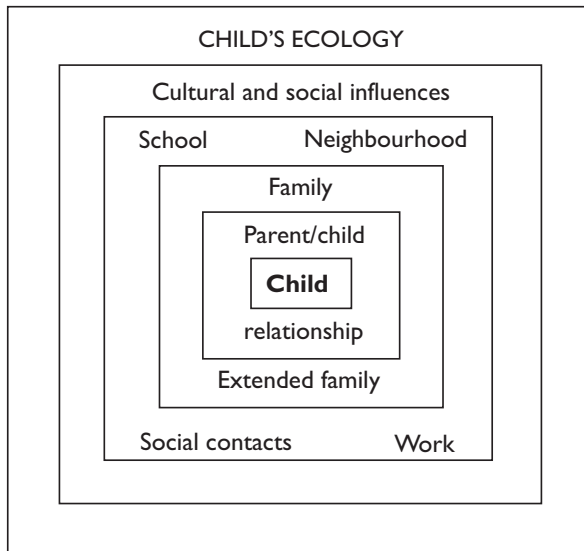 CHILD'S ECOLOGY
Cultural and social influences
School Neighbourhood
Family
Parent/child
Child
relationship
Extended family
Social contacts Work